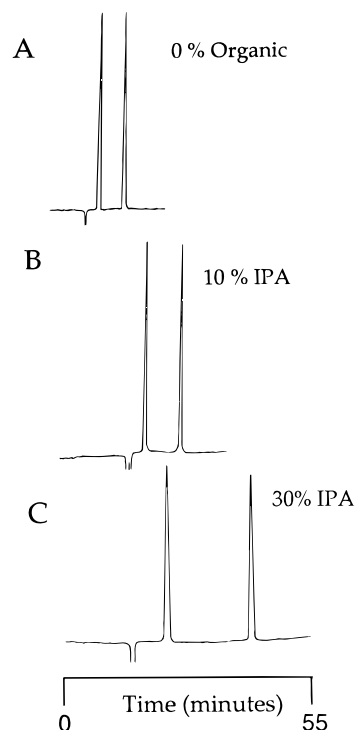 A
0 % Organic
B
10 % IPA
C
30% IPA
Time (minutes)
0
55